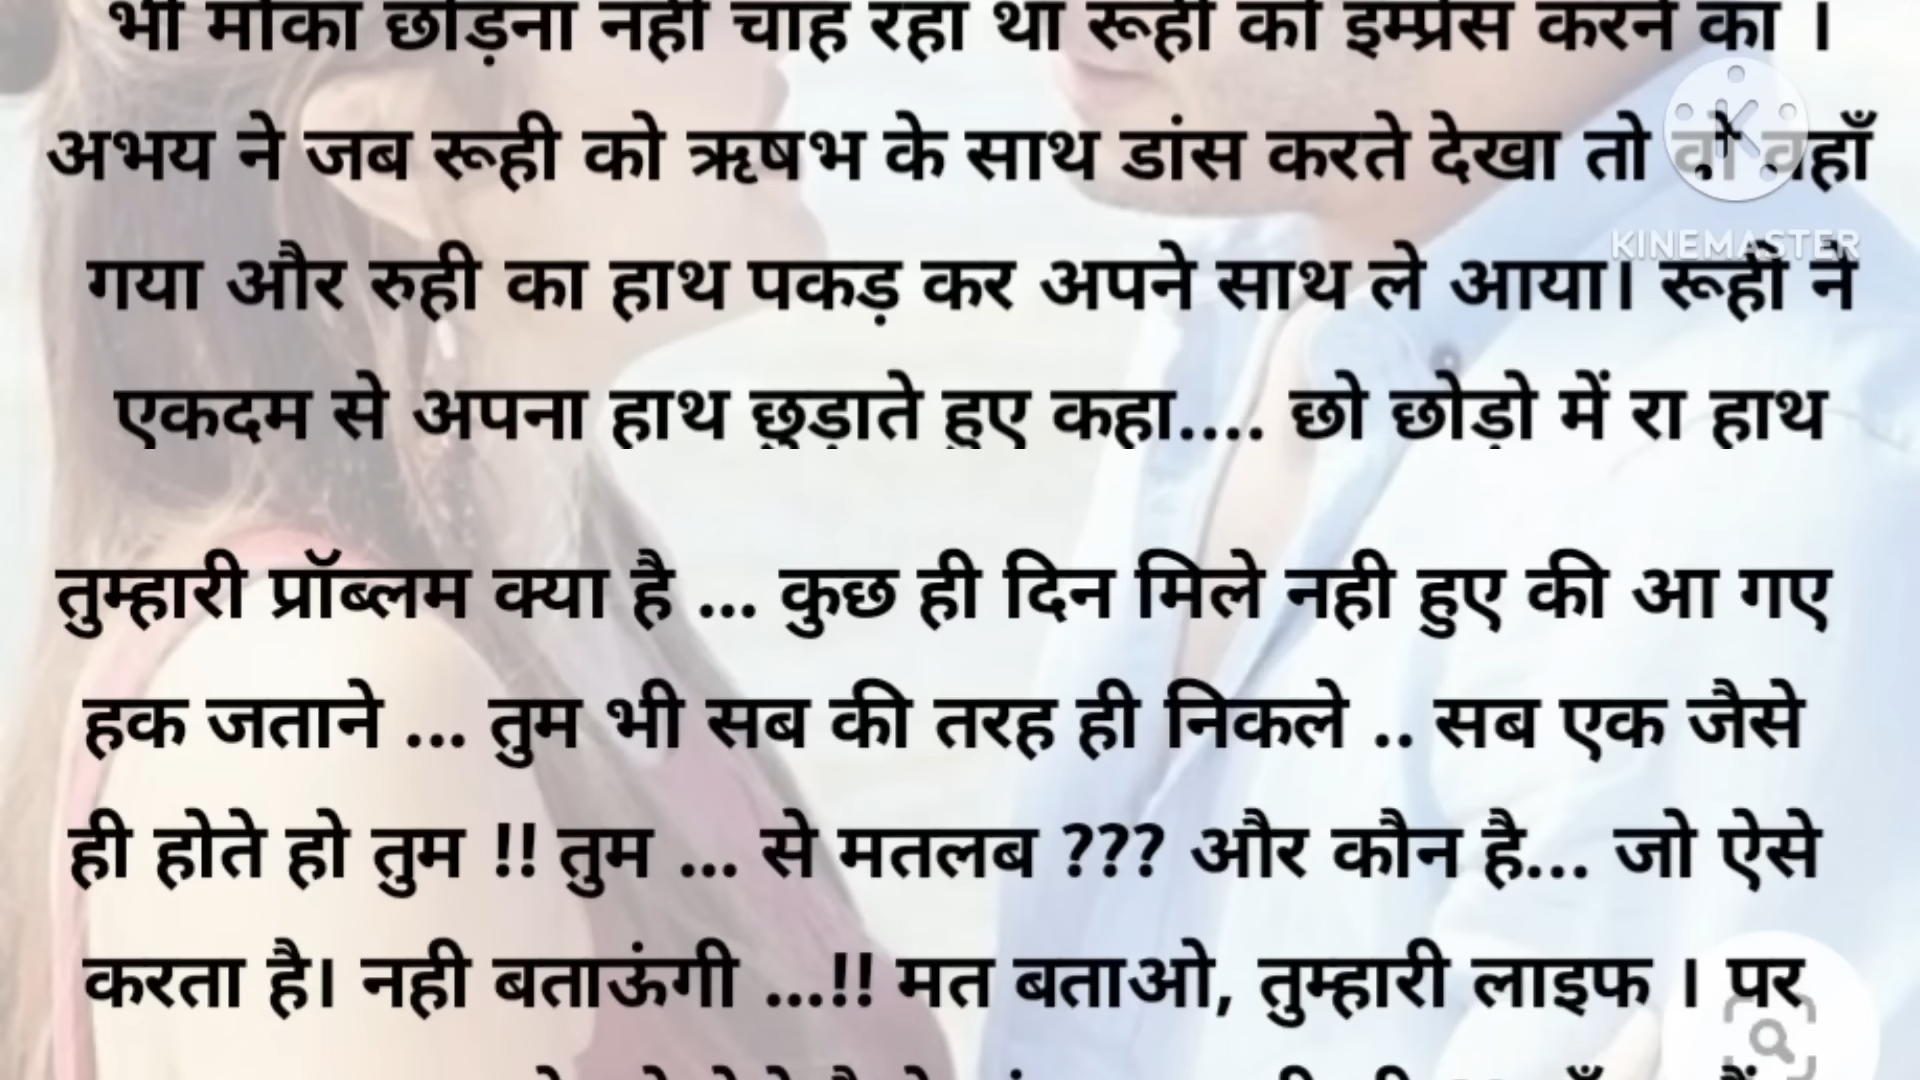 भी मौका छोड़ना नही चाह रहा था रूही को इम्प्रेस करने का ।
अभय ने जब रूही को ऋषभ के साथ डांस करते देखा तो वो वहाँ
KINEMASTER
गया और रुही का हाथ पकड़ कर अपने साथ ले आया। रूही ने
एकदम से अपना हाथ छुड़ाते हुए कहा.... छो छोड़ो में रा हाथ
तुम्हारी प्रॉब्लम क्या है ... कुछ ही दिन मिले नही हुए की आ गए
हक जताने ... तुम भी सब की तरह ही निकले .. सब एक जैसे
ही होते हो तुम !! तुम ... से मतलब ??? और कौन है... जो ऐसे
करता है। नही बताऊंगी ...!! मत बताओ, तुम्हारी लाइफ । पर